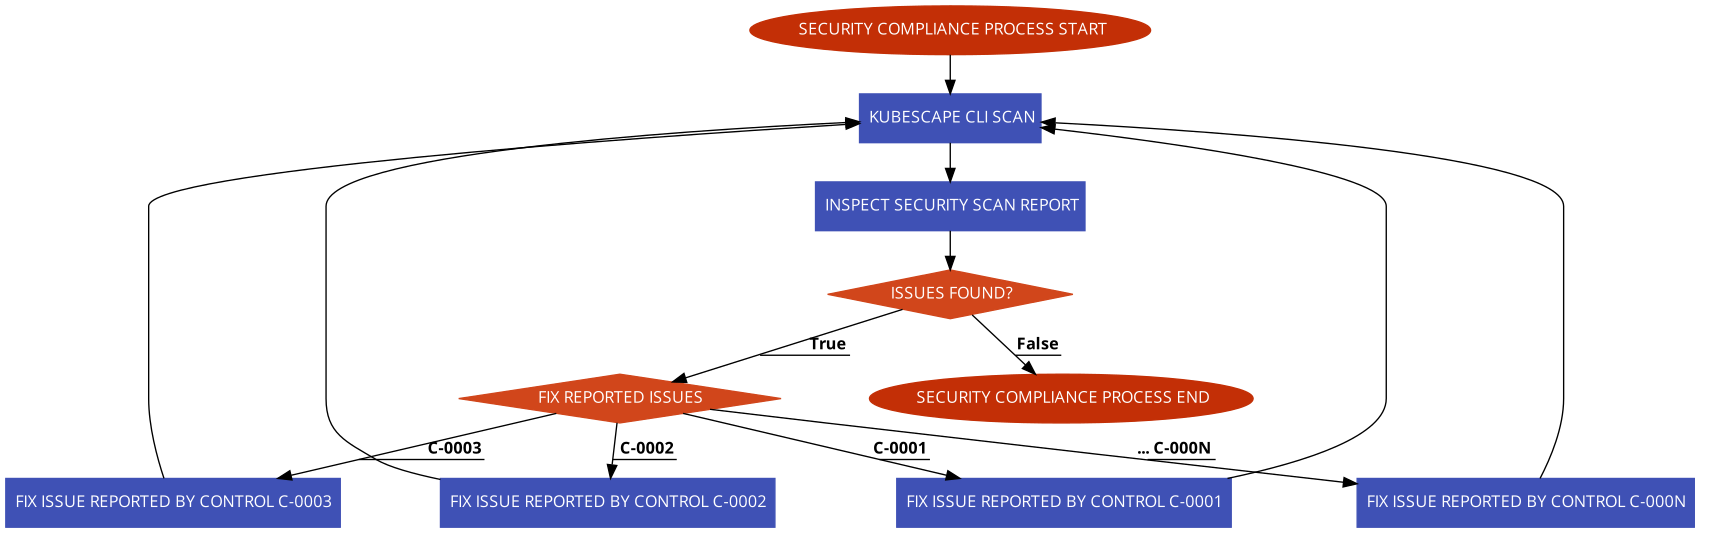 SECURITY COMPLIANCE PROCESS START
KUBESCAPE CLI SCAN
INSPECT SECURITY SCAN REPORT
ISSUES FOUND?
True
False
FIX REPORTED ISSUES
SECURITY COMPLIANCE PROCESS END
C-0003
C-0002
C-0001
... C-000N
FIX ISSUE REPORTED BY CONTROL C-0003
FIX ISSUE REPORTED BY CONTROL C-0002
FIX ISSUE REPORTED BY CONTROL C-0001
FIX ISSUE REPORTED BY CONTROL C-000N